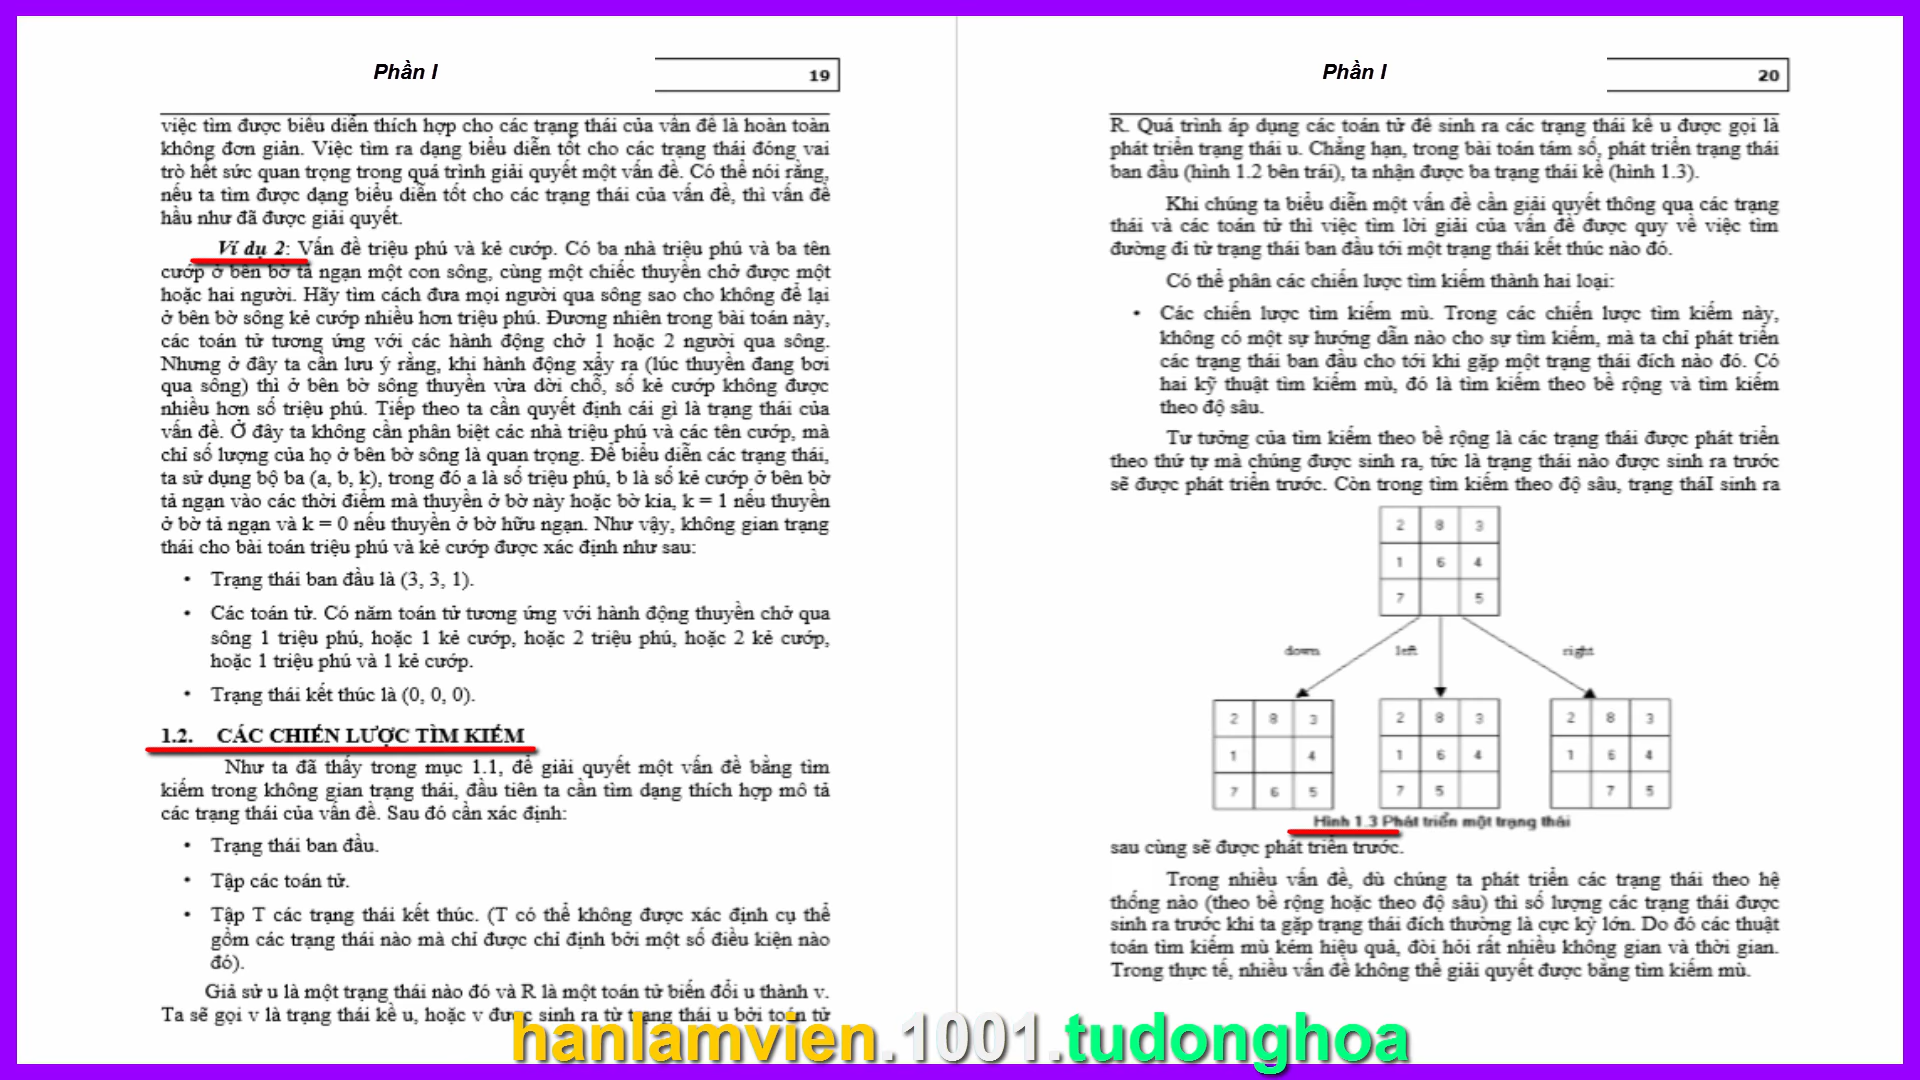 Phần I
19
việc tìm được biểu diễn thích hợp cho các trạng thái của vấn đề là hoàn toàn
không đơn giản. Việc tìm ra dạng biểu diễn tốt cho các trạng thái đóng vai
trò hết sức quan trọng trong quá trình giải quyết một vấn đề. Có thể nói rằng,
nếu ta tìm được dạng biểu diễn tốt cho các trạng thái của vấn đề, thì vấn đề
hầu như đã được giải quyết.
Ví dụ 2: Vấn đề triệu phú và kẻ cướp. Có ba nhà triệu phú và ba tên
cướp ở bên bờ tả ngạn một con sông, cùng một chiếc thuyền chở được một
hoặc hai người. Hãy tìm cách đưa mọi người qua sông sao cho không để lại
ở bên bờ sông kẻ cướp nhiều hơn triệu phú. Đương nhiên trong bài toán này,
các toán tử tương ứng với các hành động chở 1 hoặc 2 người qua sông.
Nhưng ở đây ta cần lưu ý rằng, khi hành động xẩy ra (lúc thuyền đang bơi
qua sông) thì ở bên bờ sông thuyền vừa dời chỗ, số kẻ cướp không được
nhiều hơn số triệu phú. Tiếp theo ta cần quyết định cái gì là trạng thái của
vấn đề. Ở đây ta không cần phân biệt các nhà triệu phú và các tên cướp, mà
chỉ số lượng của họ ở bên bờ sông là quan trọng. Để biểu diễn các trạng thái,
ta sử dụng bộ ba (a, b, k), trong đó a là số triệu phú, b là số kẻ cướp ở bên bờ
tả ngạn vào các thời điểm mà thuyền ở bờ này hoặc bờ kia, k = 1 nếu thuyền
ở bờ tả ngạn và k = 0 nếu thuyền ở bờ hữu ngạn. Như vậy, không gian trạng
thái cho bài toán triệu phú và kẻ cướp được xác định như sau:
• Trạng thái ban đầu là (3, 3, 1).
• Các toán tử. Có năm toán tử tương ứng với hành động thuyền chở qua
sông 1 triệu phú, hoặc 1 kẻ cướp, hoặc 2 triệu phú, hoặc 2 kẻ cướp,
hoặc 1 triệu phú và 1 kẻ cướp.
• Trạng thái kết thúc là (0, 0, 0).
1.2. CÁC CHIẾN LƯỢC TÌM KIẾM
Như ta đã thấy trong mục 1.1, để giải quyết một vấn đề bằng tìm
kiếm trong không gian trạng thái, đầu tiên ta cần tìm dạng thích hợp mô tả
các trạng thái của vấn đề. Sau đó cần xác định:
• Trạng thái ban đầu.
• Tập các toán tử.
• Tập T các trạng thái kết thúc. (T có thể không được xác định cụ thể
gồm các trạng thái nào mà chỉ được chỉ định bởi một số điều kiện nào
đó).
Giả sử u là một trạng thái nào đó và R là một toán tử biến đổi u thành v.
Ta sẽ gọi v là trạng thái kề u, hoặc v được sinh ra từ trạng thái u bởi toán tử
Phần I
20
R. Quá trình áp dụng các toán tử để sinh ra các trạng thái kề u được gọi là
phát triển trạng thái u. Chẳng hạn, trong bài toán tám số, phát triển trạng thái
ban đầu (hình 1.2 bên trái), ta nhận được ba trạng thái kề (hình 1.3).
Khi chúng ta biểu diễn một vấn đề cần giải quyết thông qua các trạng
thái và các toán tử thì việc tìm lời giải của vấn đề được quy về việc tìm
đường đi từ trạng thái ban đầu tới một trạng thái kết thúc nào đó.
Có thể phân các chiến lược tìm kiếm thành hai loại:
• Các chiến lược tìm kiếm mù. Trong các chiến lược tìm kiếm này,
không có một sự hướng dẫn nào cho sự tìm kiếm, mà ta chỉ phát triển
các trạng thái ban đầu cho tới khi gặp một trạng thái đích nào đó. Có
hai kỹ thuật tìm kiếm mù, đó là tìm kiếm theo bề rộng và tìm kiếm
theo độ sâu.
Tư tưởng của tìm kiếm theo bề rộng là các trạng thái được phát triển
theo thứ tự mà chúng được sinh ra, tức là trạng thái nào được sinh ra trước
sẽ được phát triển trước. Còn trong tìm kiếm theo độ sâu, trạng tháI sinh ra
2 8 3
1 6 4
7 5
down left right
2 8 3 2 8 3 2 8 3
1 4 1 6 4 1 6 4
7 6 5 7 5 7 5
Hình 1.3 Phát triển một trạng thái
sau cùng sẽ được phát triển trước.
Trong nhiều vấn đề, dù chúng ta phát triển các trạng thái theo hệ
thống nào (theo bề rộng hoặc theo độ sâu) thì số lượng các trạng thái được
sinh ra trước khi ta gặp trạng thái đích thường là cực kỳ lớn. Do đó các thuật
toán tìm kiếm mù kém hiệu quả, đòi hỏi rất nhiều không gian và thời gian.
Trong thực tế, nhiều vấn đề không thể giải quyết được bằng tìm kiếm mù.
hanlamvien.1001.tudonghoa